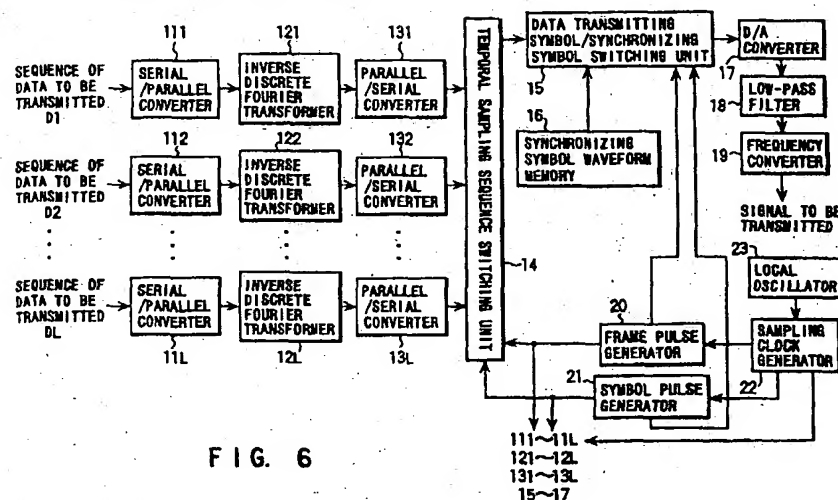 111
121
131
SEQUENCE OF
DATA TO BE
TRANSMITTED
D1
SERIAL
/PARALLEL
CONVERTER
INVERSE
DISCRETE
FOURIER
TRANSFORMER
PARALLEL
/SERIAL
CONVERTER
112
122
132
SEQUENCE OF
DATA TO BE
TRANSMITTED
D2
SERIAL
/PARALLEL
CONVERTER
INVERSE
DISCRETE
FOURIER
TRANSFORMER
PARALLEL
/SERIAL
CONVERTER
SEQUENCE OF
DATA TO BE
TRANSMITTED
DL
SERIAL
/PARALLEL
CONVERTER
INVERSE
DISCRETE
FOURIER
TRANSFORMER
PARALLEL
/SERIAL
CONVERTER
11L
12L
13L
TEMPORAL SAMPLING SEQUENCE SWITCHING UNIT
14
DATA TRANSMITTING
SYMBOL/SYNCHRONIZING
SYMBOL SWITCHING UNIT
15
16
SYNCHRONIZING
SYMBOL WAVEFORM
MEMORY
D/A
CONVERTER
17
18
LOW-PASS
FILTER
19
FREQUENCY
CONVERTER
SIGNAL TO BE
TRANSMITTED
23
LOCAL
OSCILLATOR
20
FRAME PULSE
GENERATOR
SAMPLING
CLOCK
GENERATOR
22
21
SYMBOL PULSE
GENERATOR
111~11L
121~12L
131~13L
15~17
FIG. 6